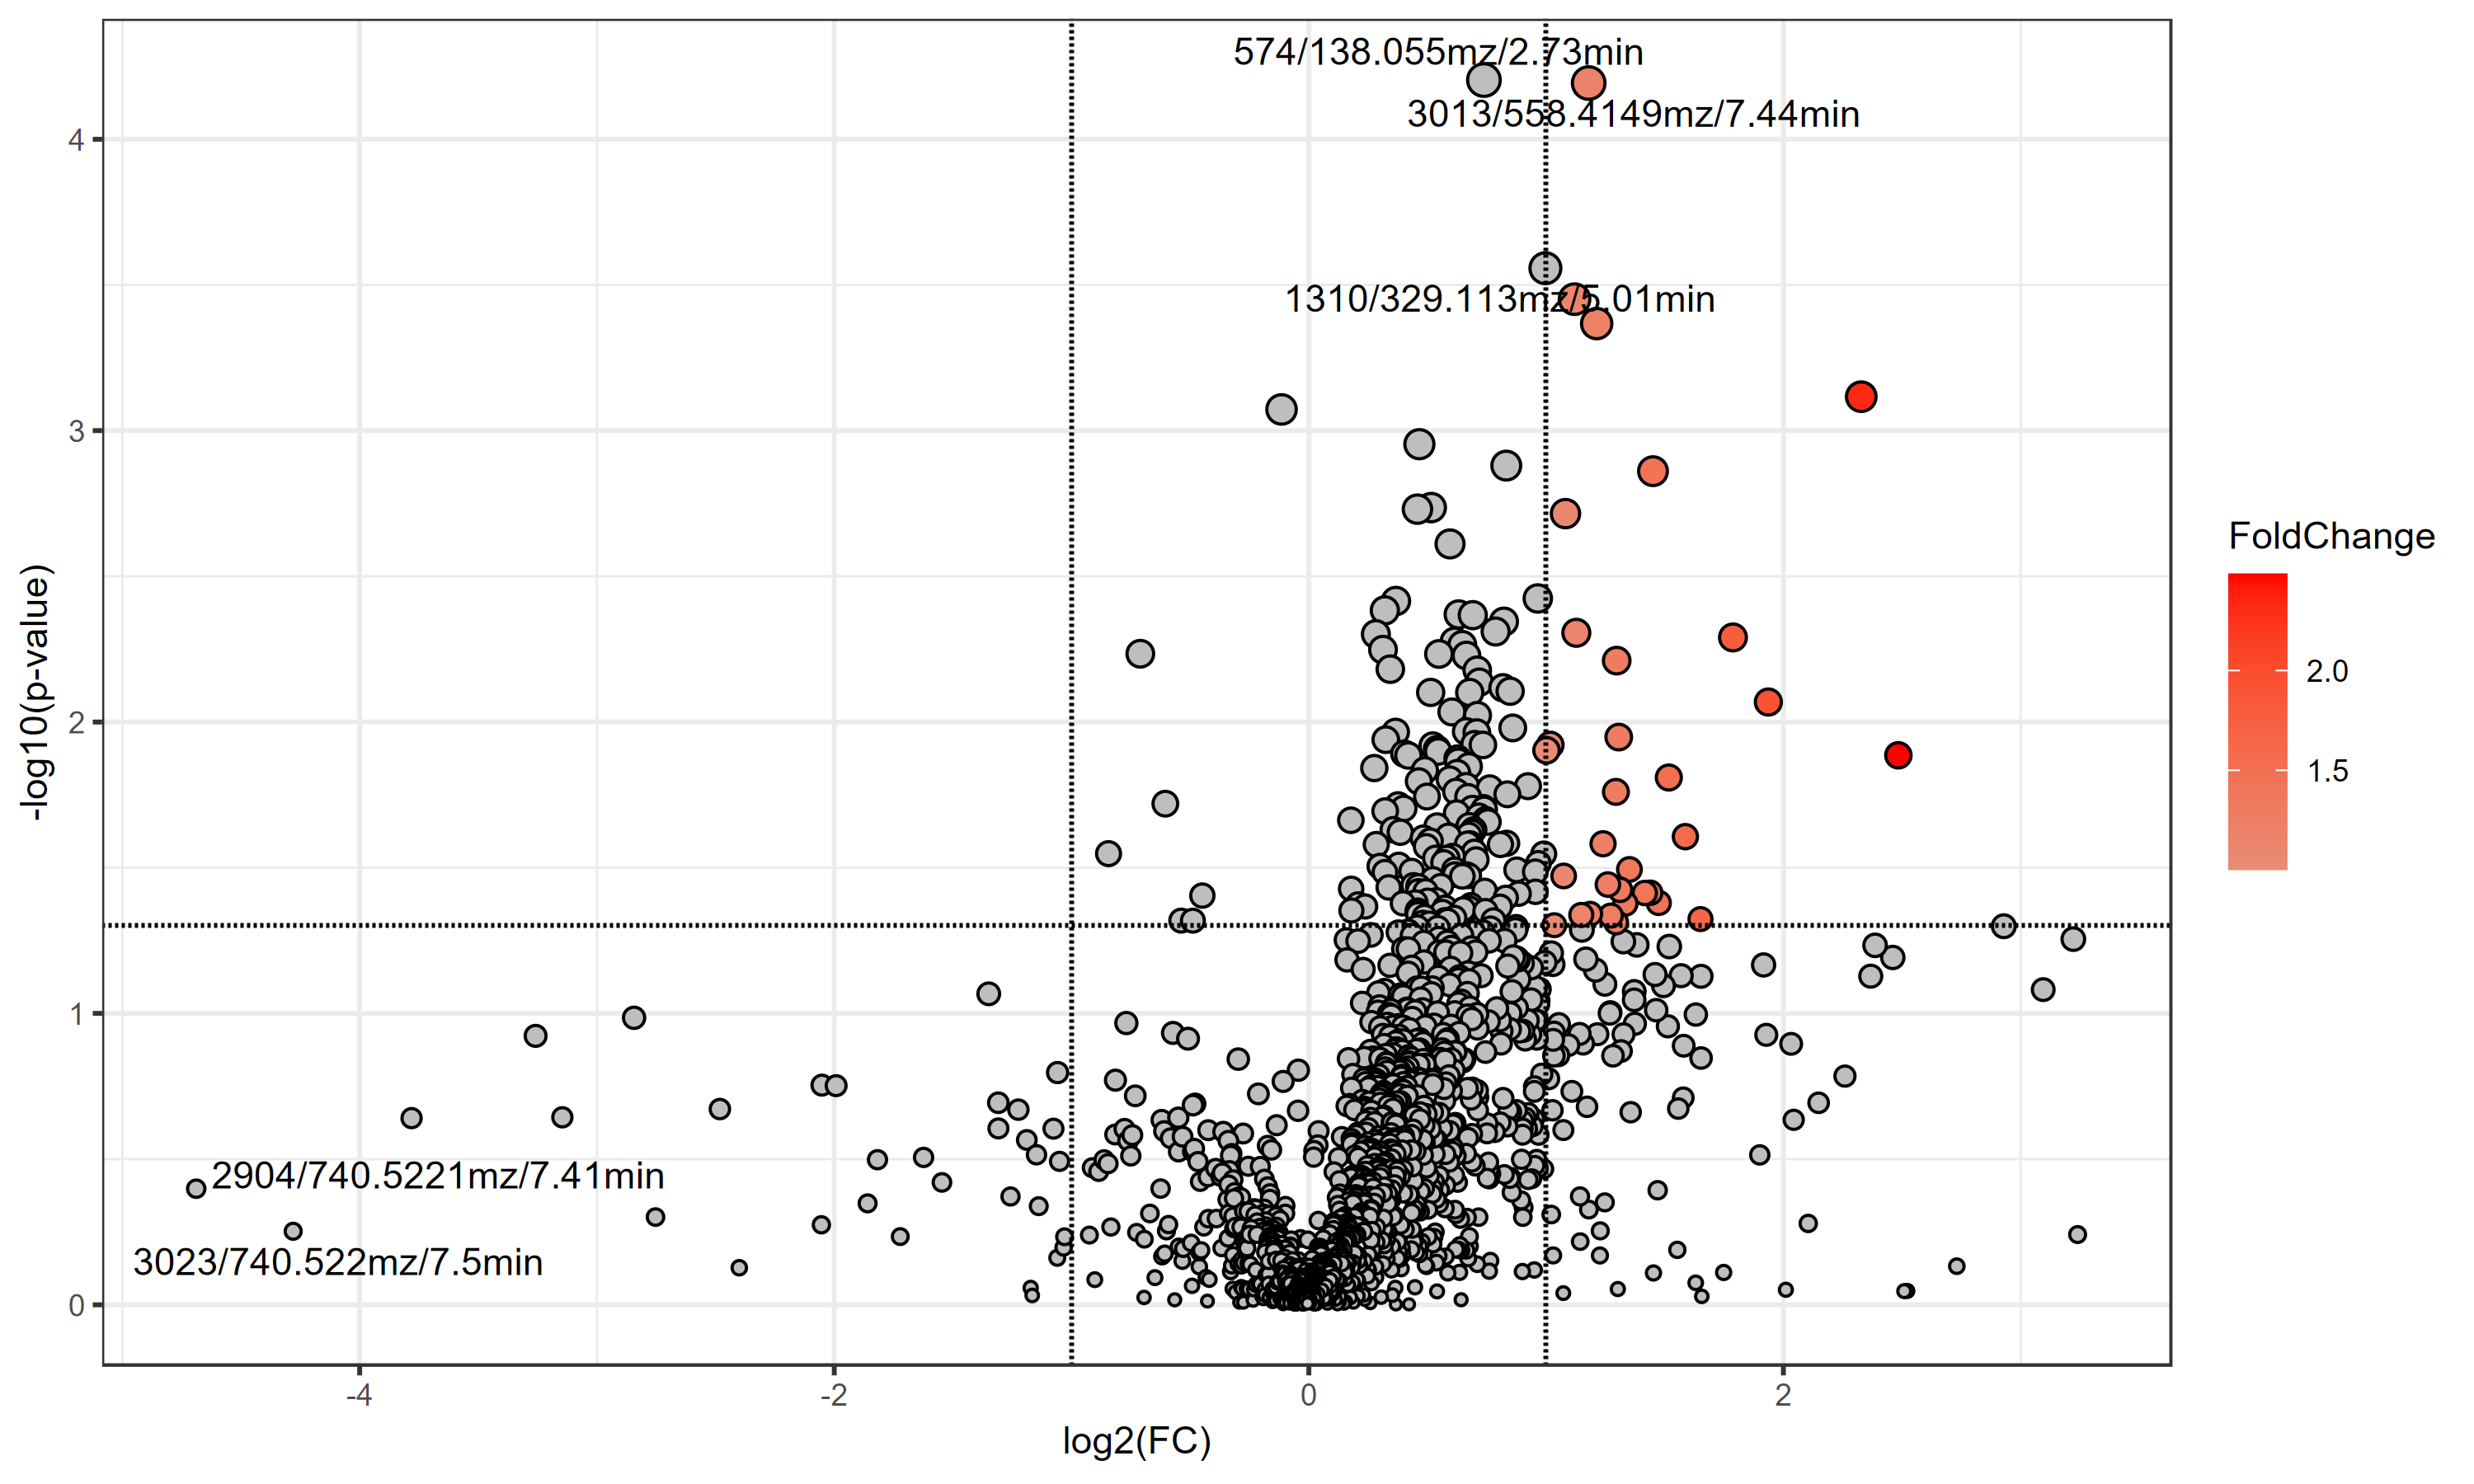 574/138.055mz/2.73min
3013/558.4149mz/7.44min
1310/329.113mz/5.01min
2904/740.5221mz/7.41min
3023/740.522mz/7.5min
4
3
2
1
0
-log10(p-value)
-4
-2
0
2
log2(FC)
FoldChange
2.0
1.5